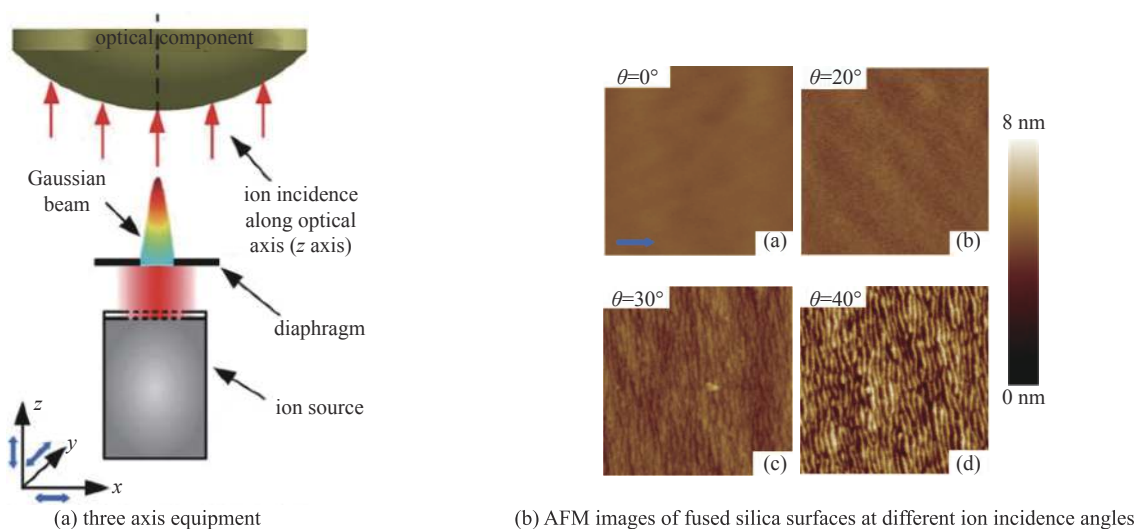 optical component
Gaussian
beam
ion incidence
along optical
axis (z axis)
diaphragm
ion source
z
y
x
(a) three axis equipment
θ=0°
(a)
θ=20°
(b)
θ=30°
(c)
θ=40°
(d)
8 nm
0 nm
(b) AFM images of fused silica surfaces at different ion incidence angles